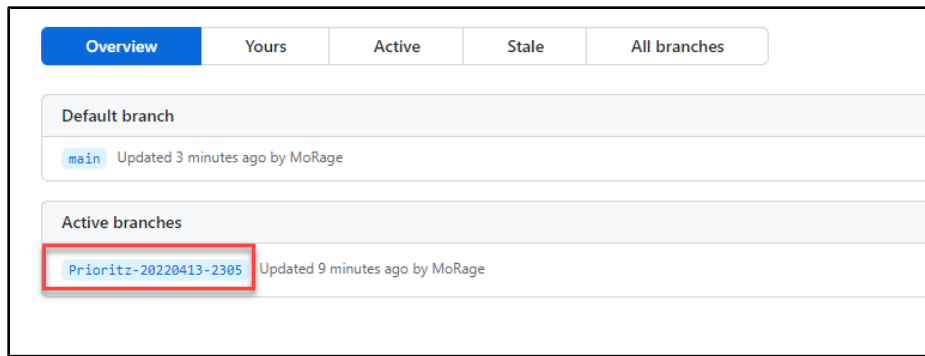 Overview Yours Active Stale All branches
Default branch
main Updated 3 minutes ago by MoRage
Active branches
Prioritz-20220413-2305 Updated 9 minutes ago by MoRage